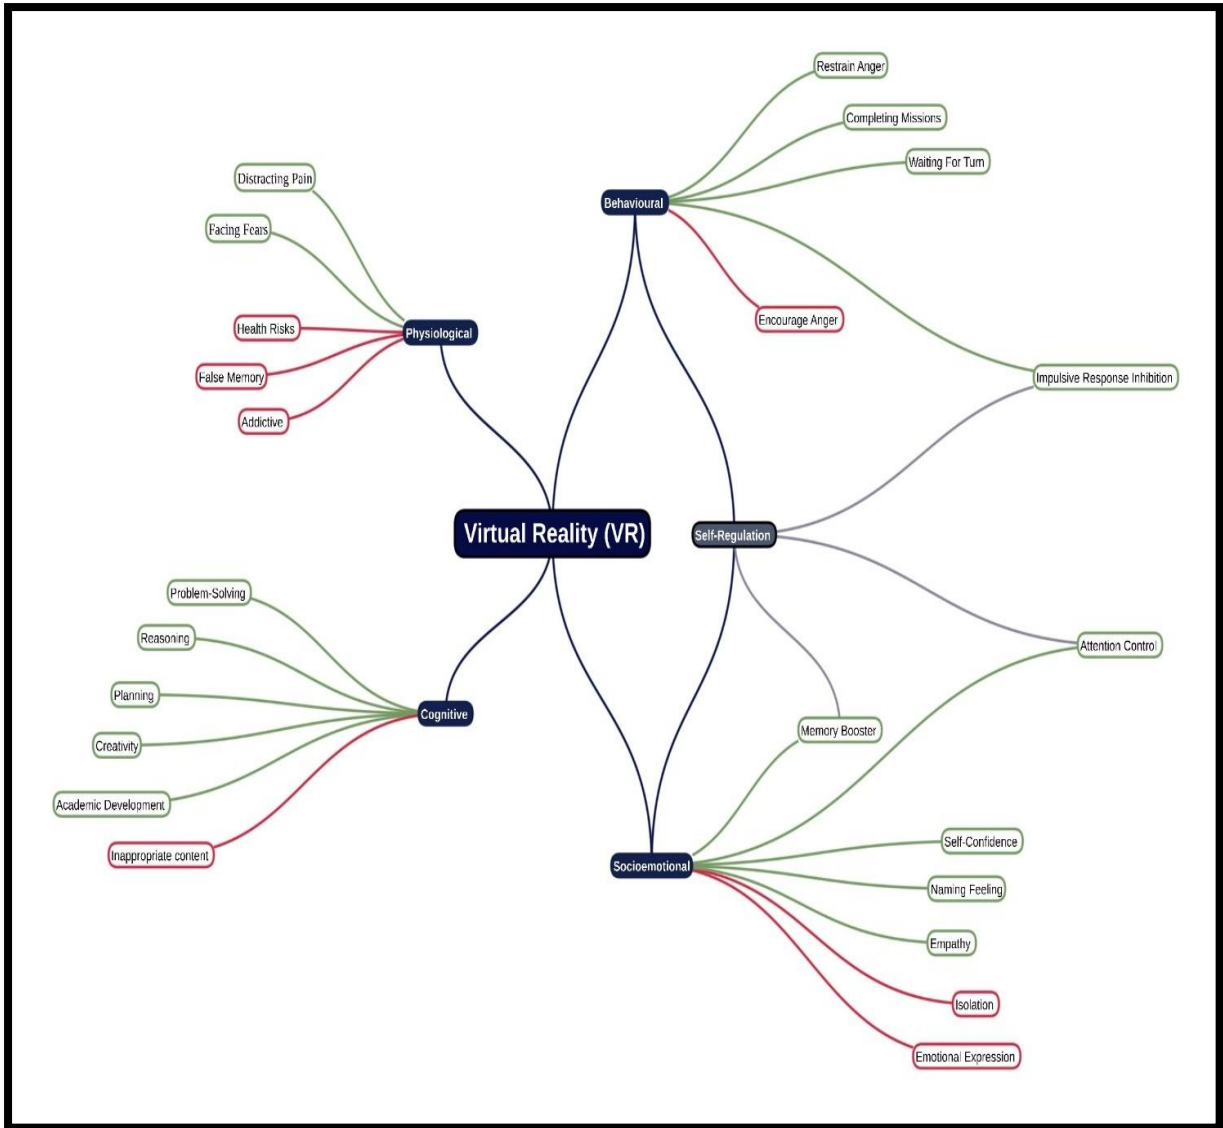 Restrain Anger
Completing Missions
Waiting For Turn
Behavioural
Encourage Anger
Impulsive Response Inhibition
Distracting Pain
Facing Fears
Health Risks
False Memory
Addictive
Physiological
Virtual Reality (VR)
Self-Regulation
Problem-Solving
Reasoning
Planning
Creativity
Academic Development
Inappropriate content
Cognitive
Attention Control
Memory Booster
Socioemotional
Self-Confidence
Naming Feeling
Empathy
Isolation
Emotional Expression